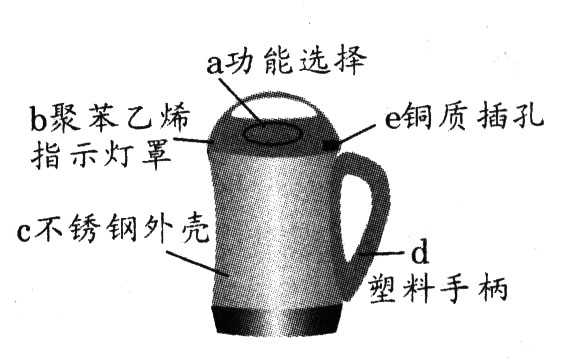 a功能选择
b聚苯乙烯
指示灯罩
e铜质插孔
c不锈钢外壳
d
塑料手柄